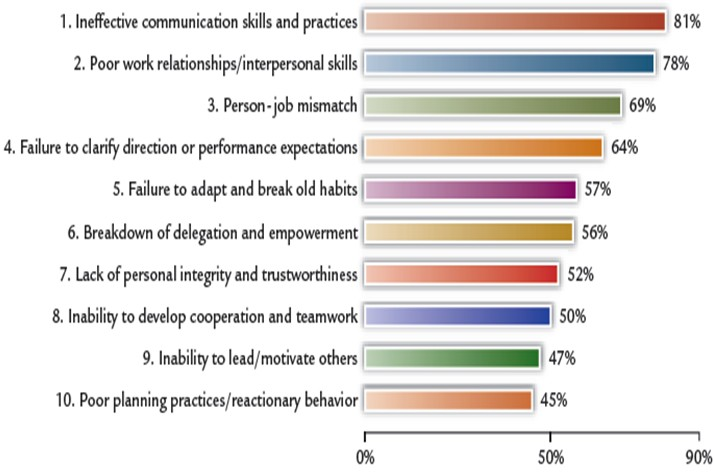 1. Ineffective communication skills and practices 81%
2. Poor work relationships/interpersonal skills 78%
3. Person-job mismatch 69%
4. Failure to clarify direction or performance expectations 64%
5. Failure to adapt and break old habits 57%
6. Breakdown of delegation and empowerment 56%
7. Lack of personal integrity and trustworthiness 52%
8. Inability to develop cooperation and teamwork 50%
9. Inability to lead/motivate others 47%
10. Poor planning practices/reactionary behavior 45%
0% 50% 90%